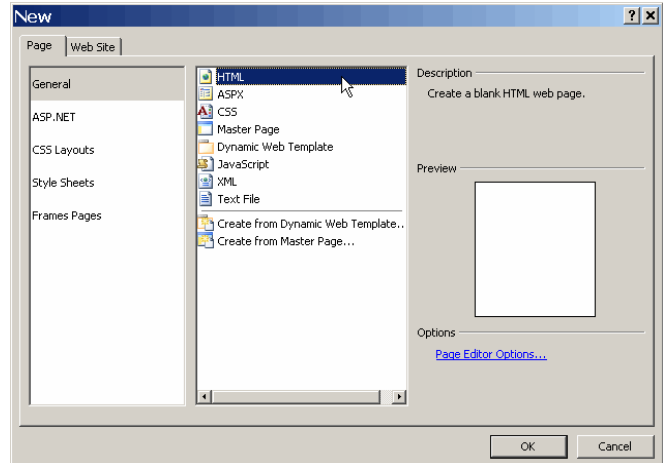 New
Page
Web Site
General
ASP.NET
CSS Layouts
Style Sheets
Frames Pages
HTML
ASPX
CSS
Master Page
Dynamic Web Template
JavaScript
XML
Text File
Create from Dynamic Web Template..
Create from Master Page...
Description
Create a blank HTML web page.
Preview
Options
Page Editor Options...
OK
Cancel